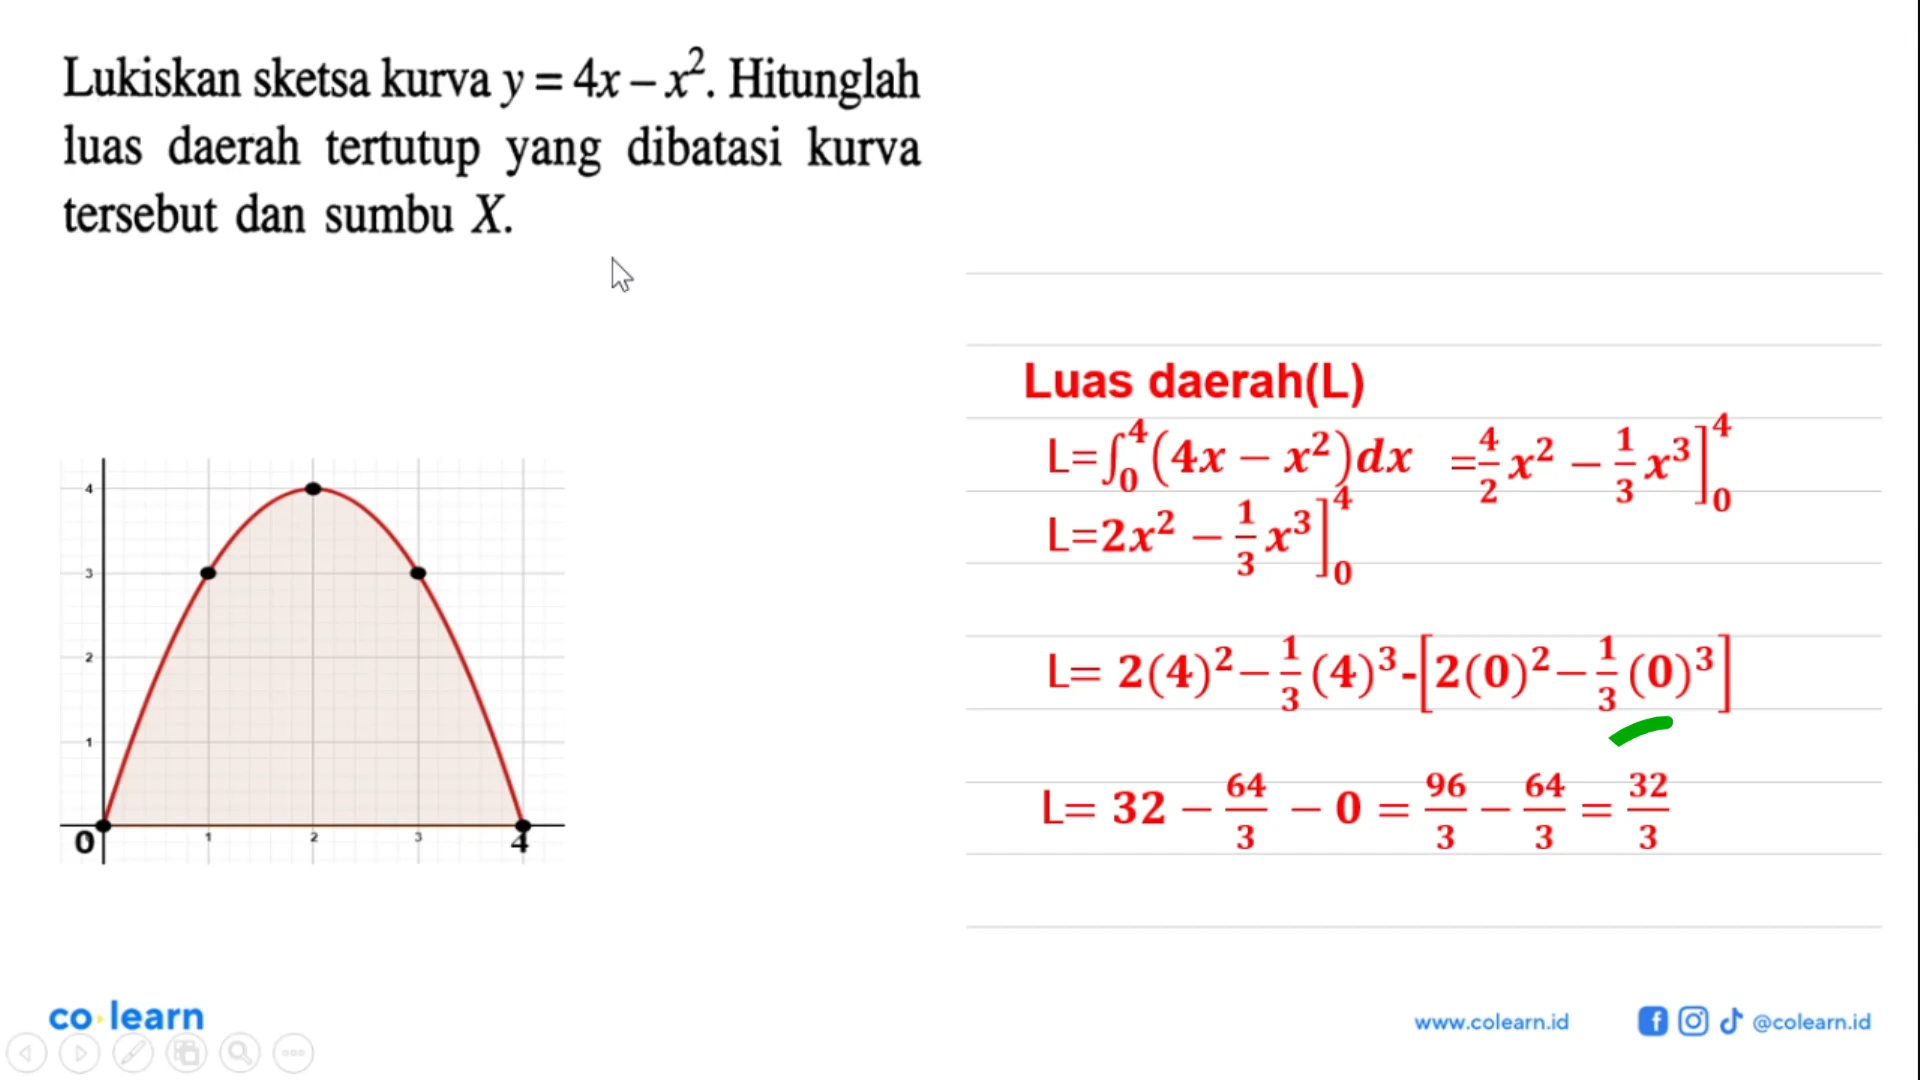 Lukiskan sketsa kurva y = 4x – x². Hitunglah
luas daerah tertutup yang dibatasi kurva
tersebut dan sumbu X.
Luas daerah(L)
L=∫₀⁴(4x − x²)dx =4/2 x² − 1/3 x³]₀⁴
L=2x² − 1/3 x³]₀⁴
L= 2(4)²−1/3(4)³-[2(0)²−1/3(0)³]
L= 32 − 64/3 − 0 = 96/3 − 64/3 = 32/3
4
3
2
1
0 1 2 3 4
co·learn
www.colearn.id @colearn.id